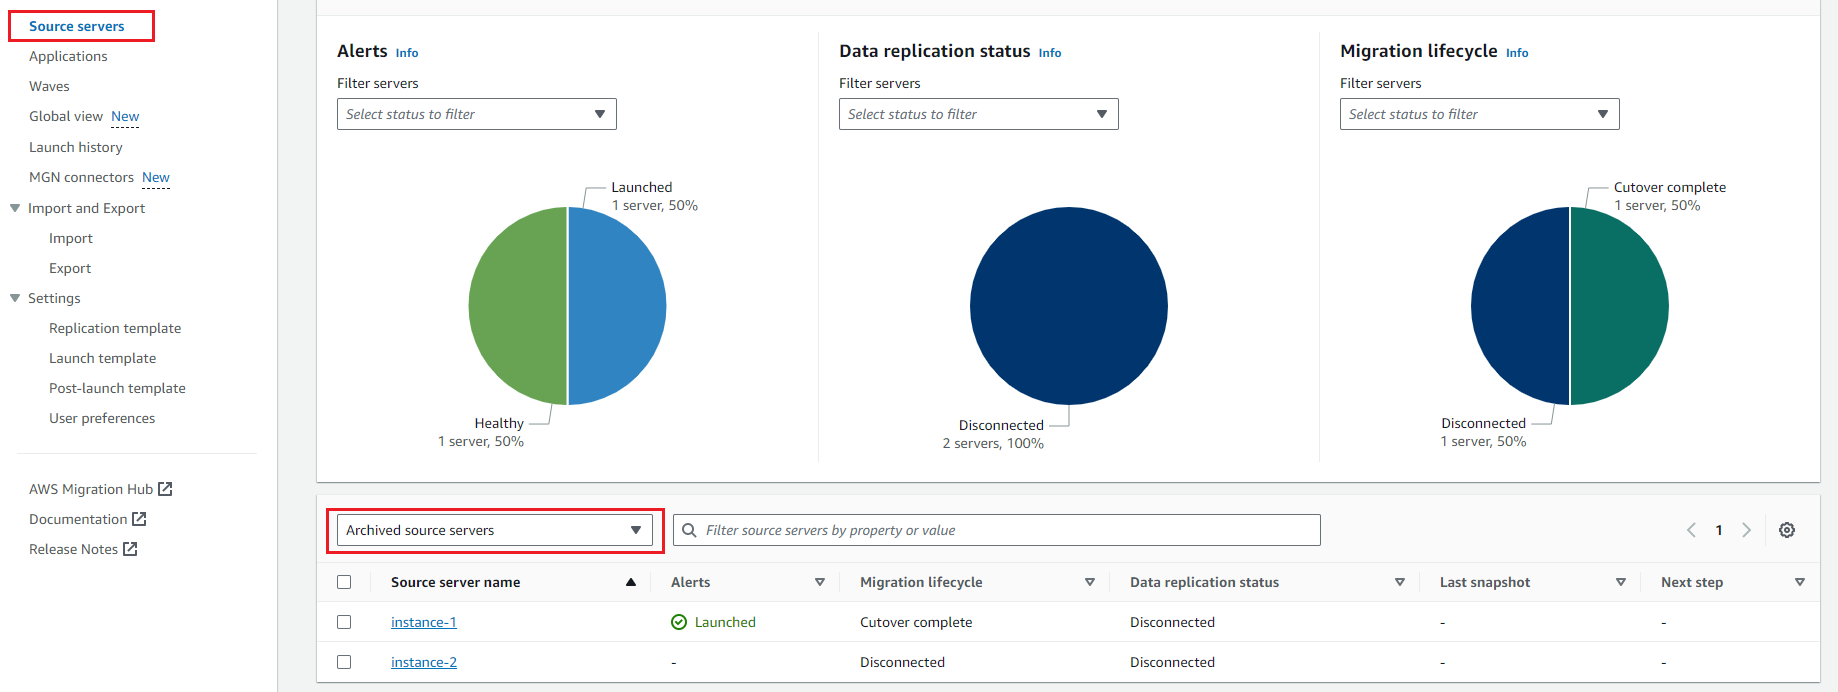 Source servers
Applications
Waves
Global view New
Launch history
MGN connectors New
Import and Export
Import
Export
Settings
Replication template
Launch template
Post-launch template
User preferences
AWS Migration Hub
Documentation
Release Notes
Alerts Info
Filter servers
Select status to filter
Launched
1 server, 50%
Healthy
1 server, 50%
Data replication status Info
Filter servers
Select status to filter
Disconnected
2 servers, 100%
Migration lifecycle Info
Filter servers
Select status to filter
Cutover complete
1 server, 50%
Disconnected
1 server, 50%
Archived source servers
Filter source servers by property or value
1
Source server name Alerts Migration lifecycle Data replication status Last snapshot Next step
instance-1 Launched Cutover complete Disconnected - -
instance-2 - Disconnected Disconnected - -